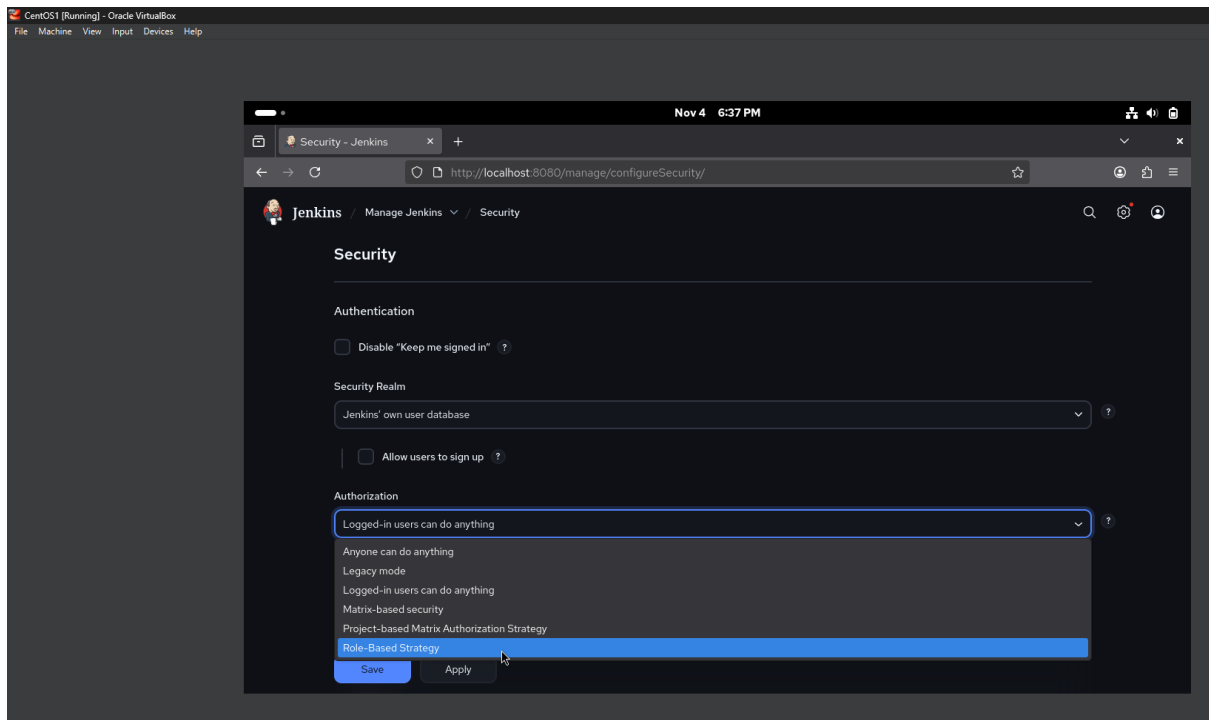 CentOS1 [Running] - Oracle VirtualBox
File Machine View Input Devices Help
Nov 4 6:37 PM
Security - Jenkins
http://localhost:8080/manage/configureSecurity/
Jenkins / Manage Jenkins / Security
Security
Authentication
Disable “Keep me signed in” ?
Security Realm
Jenkins’ own user database ?
Allow users to sign up ?
Authorization
Logged-in users can do anything ?
Anyone can do anything
Legacy mode
Logged-in users can do anything
Matrix-based security
Project-based Matrix Authorization Strategy
Role-Based Strategy
Save Apply